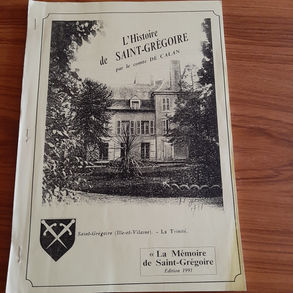 L'Histoire
de SAINT-GRÉGOIRE
par le comte DE CALAN
Saint-Grégoire (Ille-et-Vilaine). - La Trinité.
« La Mémoire
de Saint-Grégoire
Edition 1991